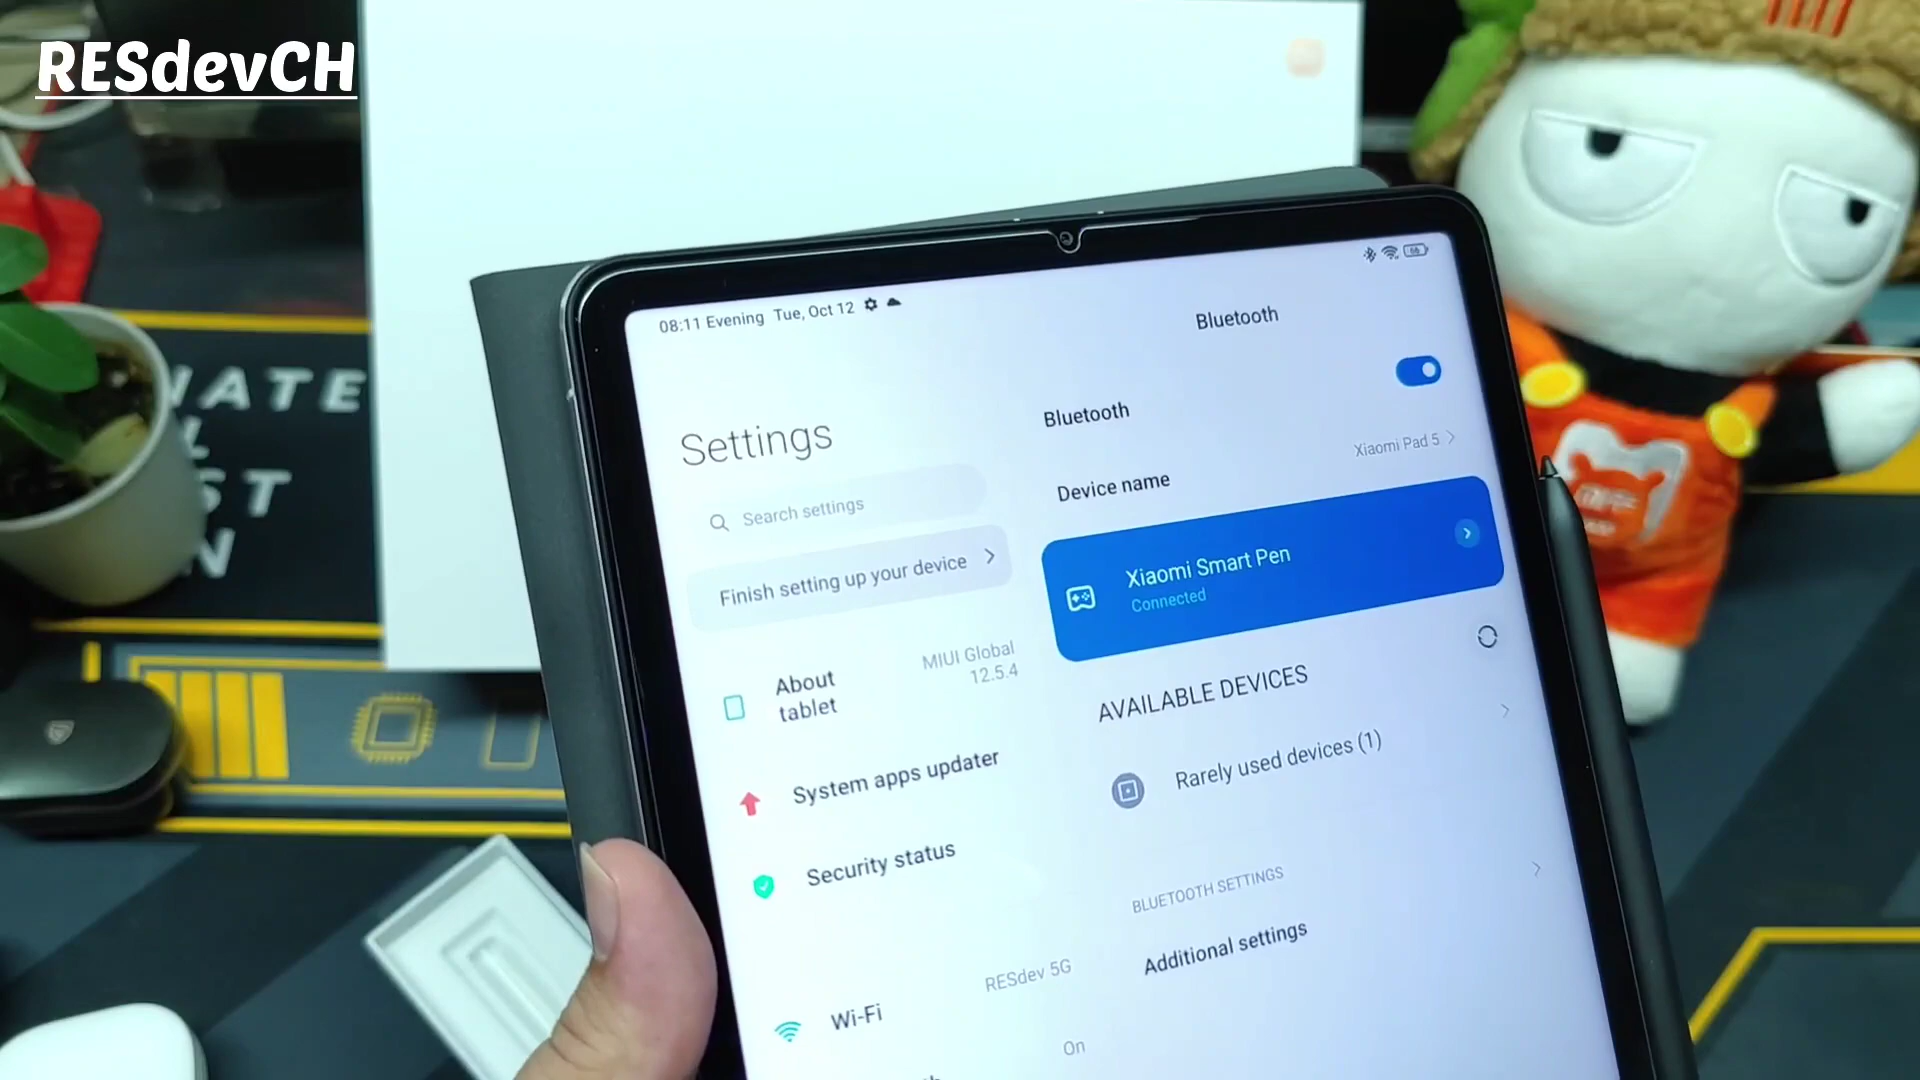 RESdevCH
08:11 Evening Tue, Oct 12
66
Bluetooth
Settings
Search settings
Finish setting up your device
About tablet
MIUI Global 12.5.4
System apps updater
Security status
Wi-Fi
RESdev 5G
On
Bluetooth
Device name
Xiaomi Pad 5
Xiaomi Smart Pen
Connected
AVAILABLE DEVICES
Rarely used devices (1)
BLUETOOTH SETTINGS
Additional settings